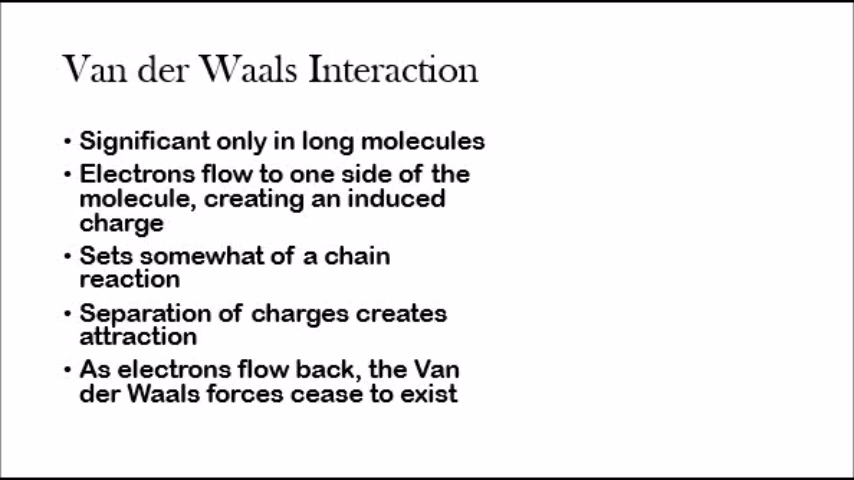 Van der Waals Interaction
• Significant only in long molecules
• Electrons flow to one side of the
molecule, creating an induced
charge
• Sets somewhat of a chain
reaction
• Separation of charges creates
attraction
• As electrons flow back, the Van
der Waals forces cease to exist